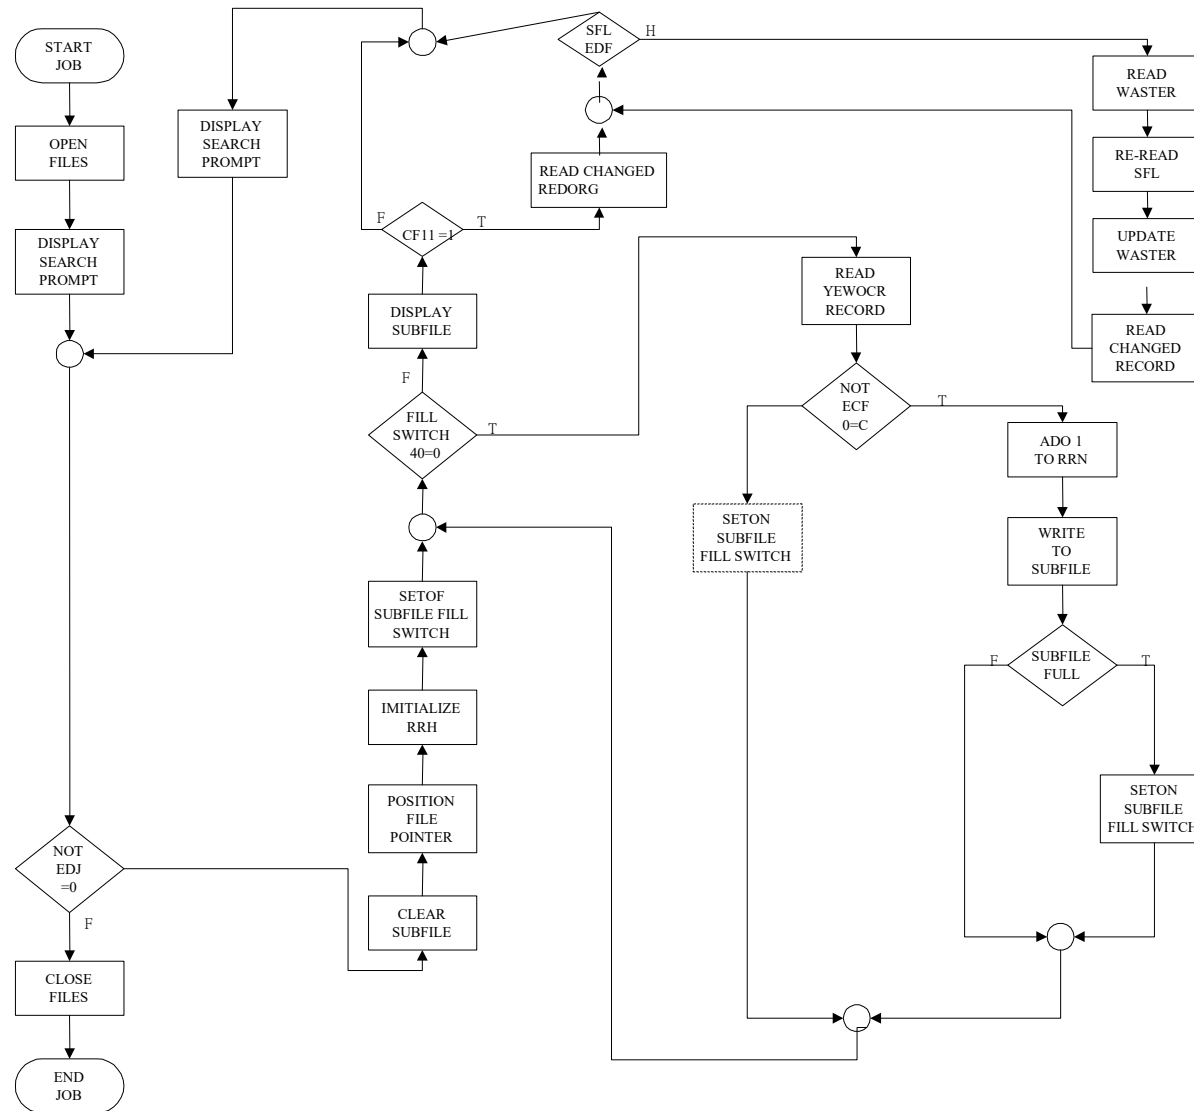 START
JOB
OPEN
FILES
DISPLAY
SEARCH
PROMPT
NOT
EDJ
=0
F
CLOSE
FILES
END
JOB
DISPLAY
SEARCH
PROMPT
SFL
EDF
H
READ CHANGED
REDORG
F
CF11 =1
T
DISPLAY
SUBFILE
F
FILL
SWITCH
40=0
T
SETOF
SUBFILE FILL
SWITCH
IMITIALIZE
RRH
POSITION
FILE
POINTER
CLEAR
SUBFILE
READ
WASTER
RE-READ
SFL
UPDATE
WASTER
READ
CHANGED
RECORD
READ
YEWOCR
RECORD
NOT
ECF
0=C
T
SETON
SUBFILE
FILL SWITCH
ADO 1
TO RRN
WRITE
TO
SUBFILE
F
SUBFILE
FULL
T
SETON
SUBFILE
FILL SWITCH